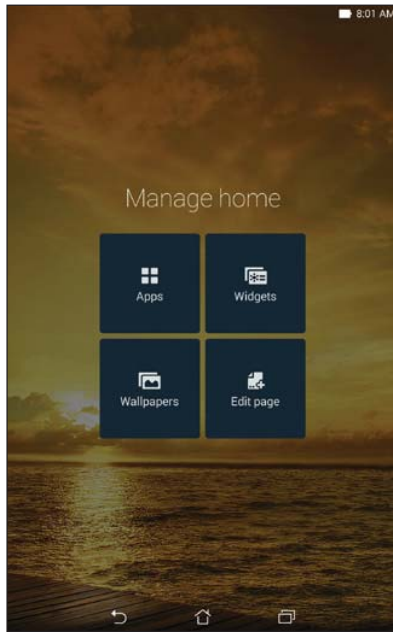 8:01 AM
Manage home
Apps
Widgets
Wallpapers
Edit page